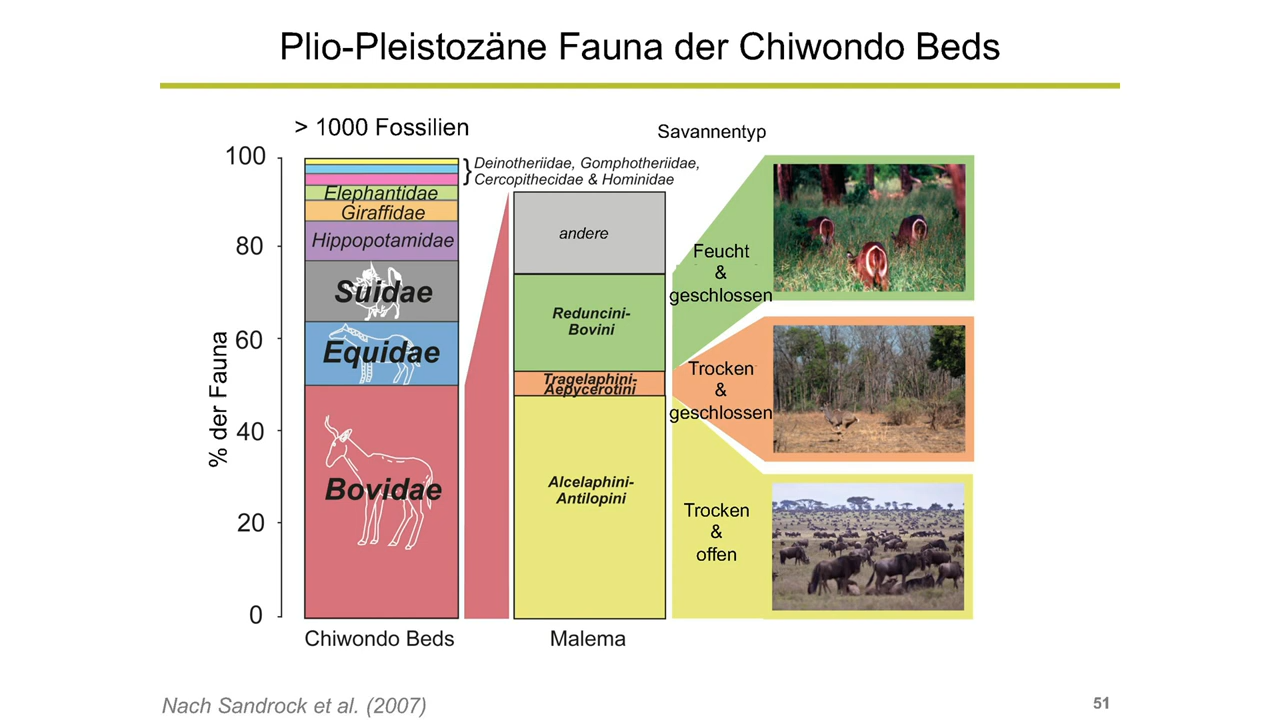 Plio-Pleistozäne Fauna der Chiwondo Beds
> 1000 Fossilien
Savannentyp
% der Fauna
100
80
60
40
20
0
Deinotheriidae, Gomphotheriidae,
Cercopithecidae & Hominidae
Elephantidae
Giraffidae
Hippopotamidae
Suidae
Equidae
Bovidae
andere
Reduncini-
Bovini
Tragelaphini-
Aepycerotini
Alcelaphini-
Antilopini
Feucht
&
geschlossen
Trocken
&
geschlossen
Trocken
&
offen
Chiwondo Beds
Malema
Nach Sandrock et al. (2007)
51